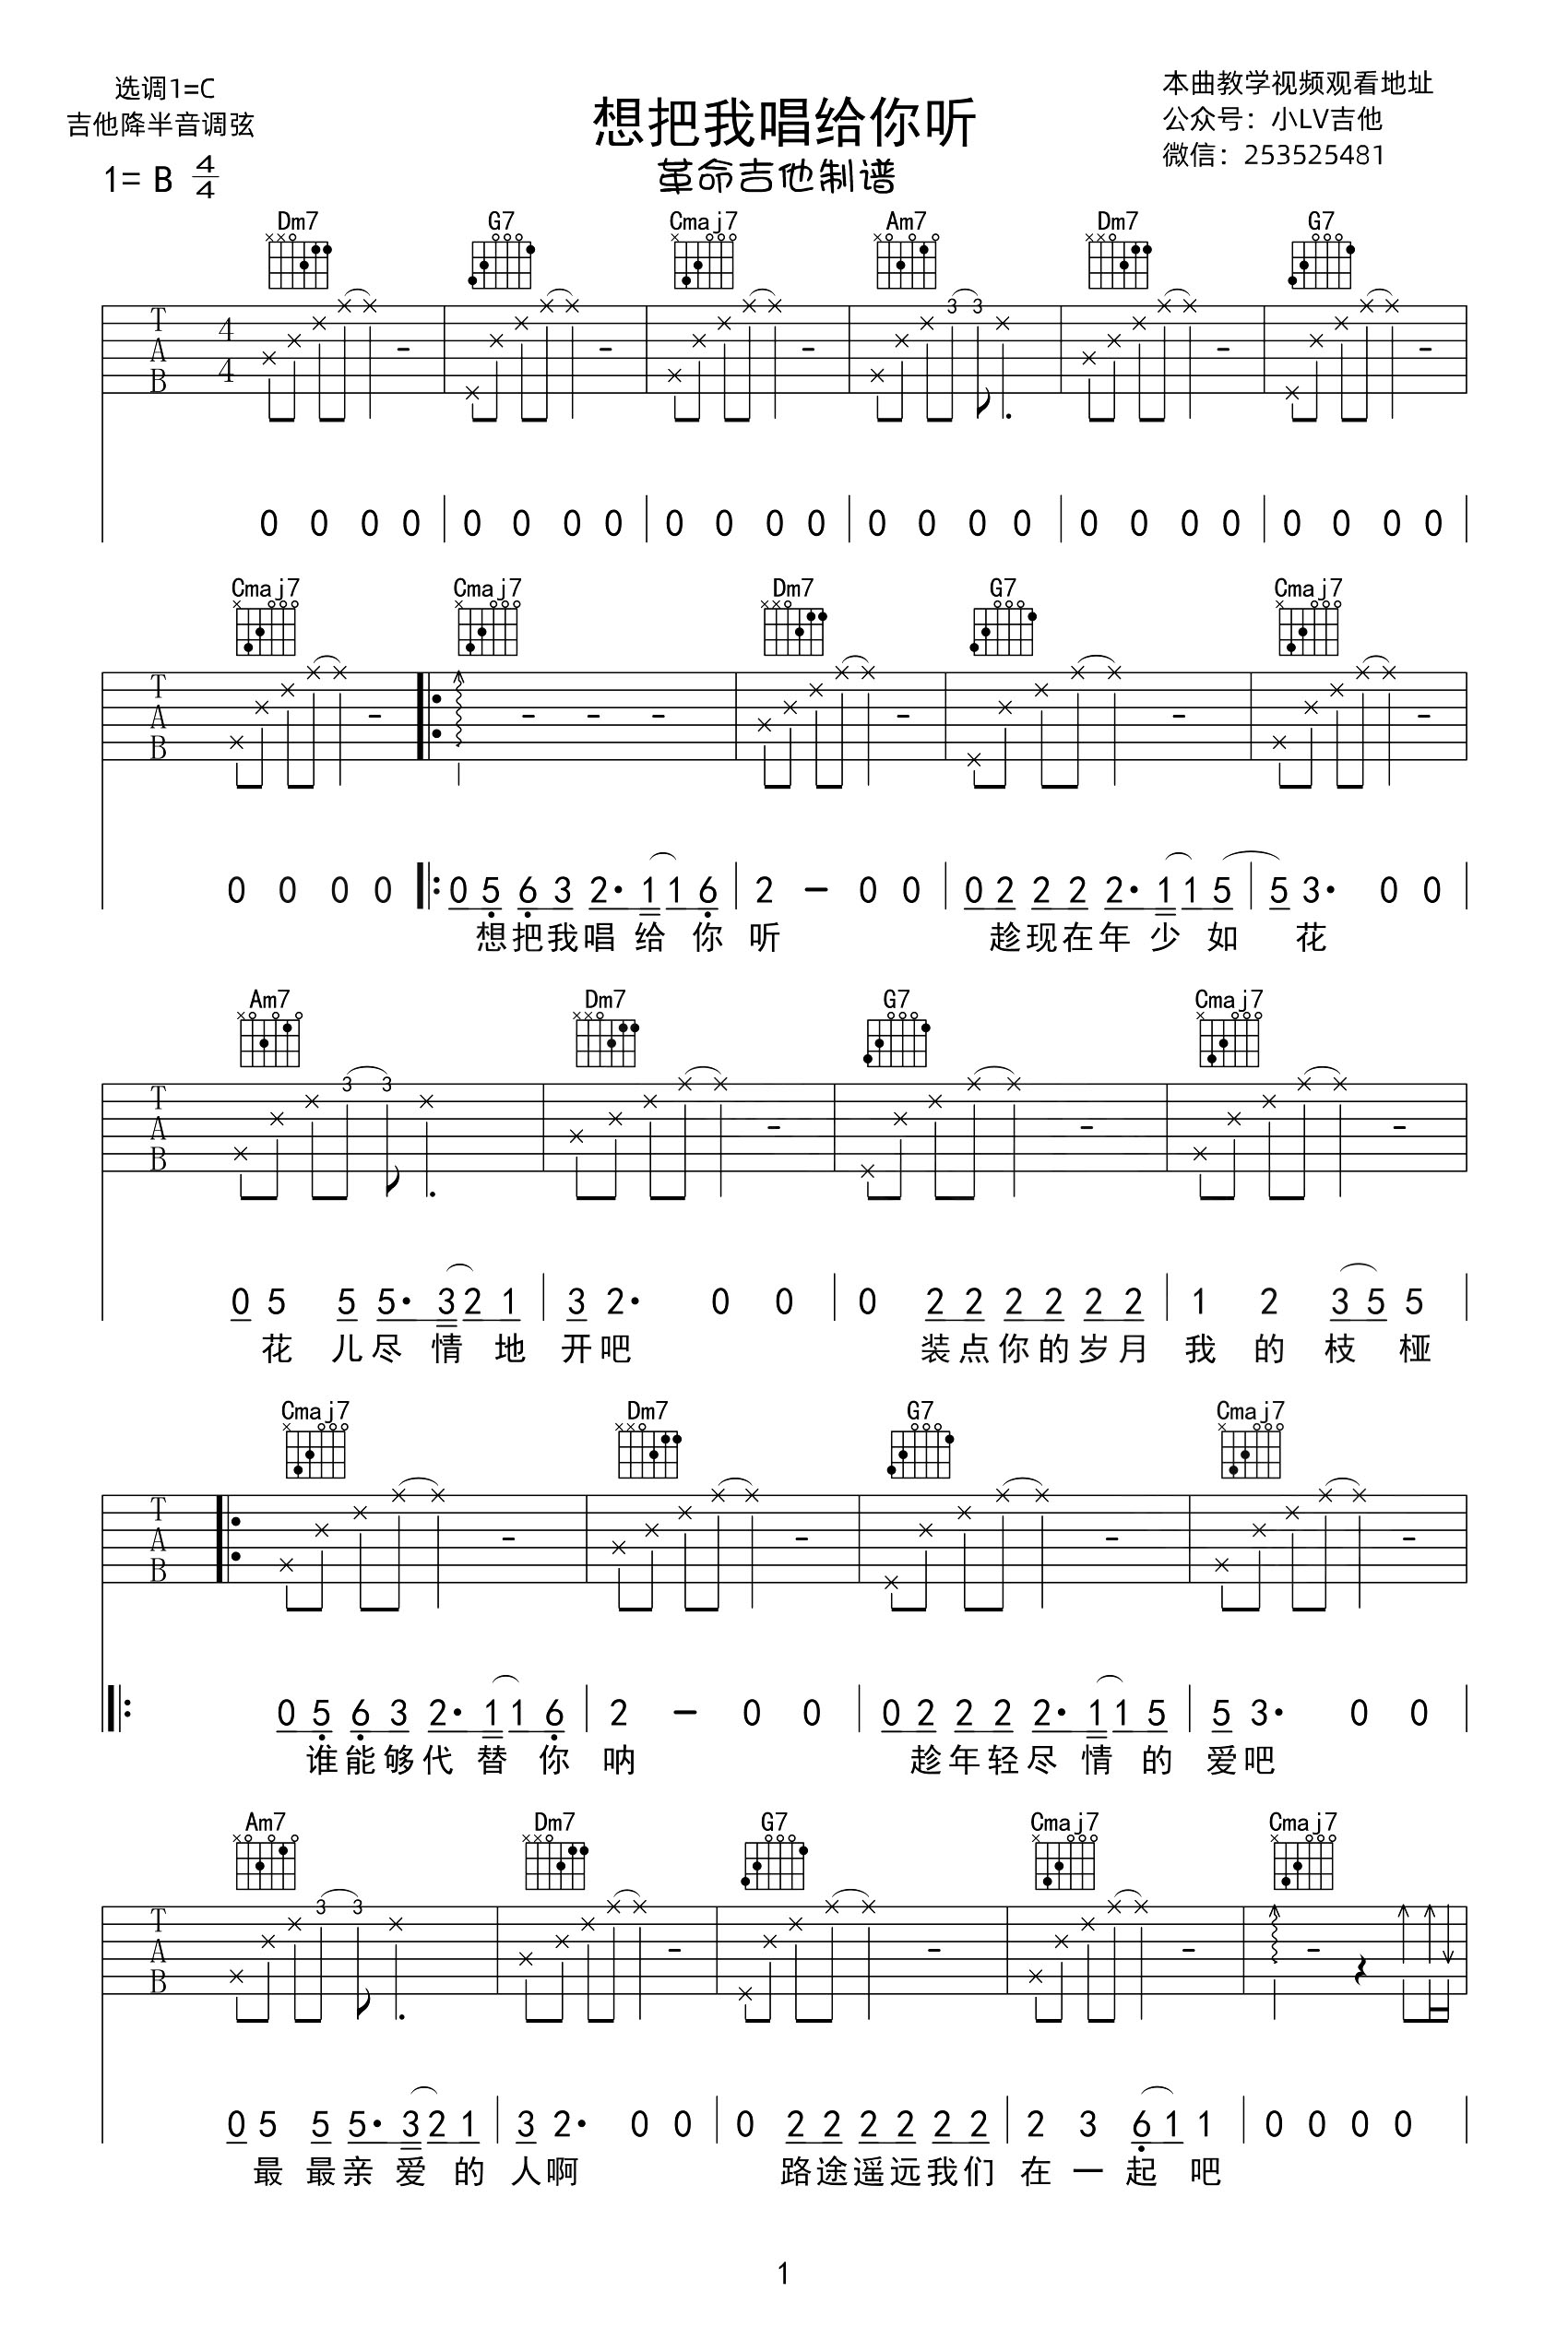 选调1=C
吉他降半音调弦
1= B 4/4
想把我唱给你听
革命吉他制谱
本曲教学视频观看地址
公众号：小LV吉他
微信：253525481
Dm7 G7 Cmaj7 Am7 Dm7 G7
T A B 4 4 3 3
0 0 0 0 0 0 0 0 0 0 0 0 0 0 0 0 0 0 0 0 0 0 0 0
Cmaj7 Cmaj7 Dm7 G7 Cmaj7
T A B
0 0 0 0 0 5 6 3 2· 1 1 6 2 - 0 0 0 2 2 2 2· 1 1 5 5 3· 0 0
想把我唱 给 你 听 趁现在年 少 如 花
Am7 Dm7 G7 Cmaj7
T A B 3 3
0 5 5 5· 3 2 1 3 2· 0 0 0 2 2 2 2 2 2 1 2 3 5 5
花 儿尽 情 地 开吧 装点你的岁月 我 的 枝 桠
Cmaj7 Dm7 G7 Cmaj7
T A B
0 5 6 3 2· 1 1 6 2 - 0 0 0 2 2 2 2· 1 1 5 5 3· 0 0
谁能够代 替 你 呐 趁年轻尽 情 的 爱吧
Am7 Dm7 G7 Cmaj7 Cmaj7
T A B 3 3
0 5 5 5· 3 2 1 3 2· 0 0 0 2 2 2 2 2 2 2 3 6 1 1 0 0 0 0
最 最亲 爱 的 人啊 路途遥远我们 在 一 起 吧
1